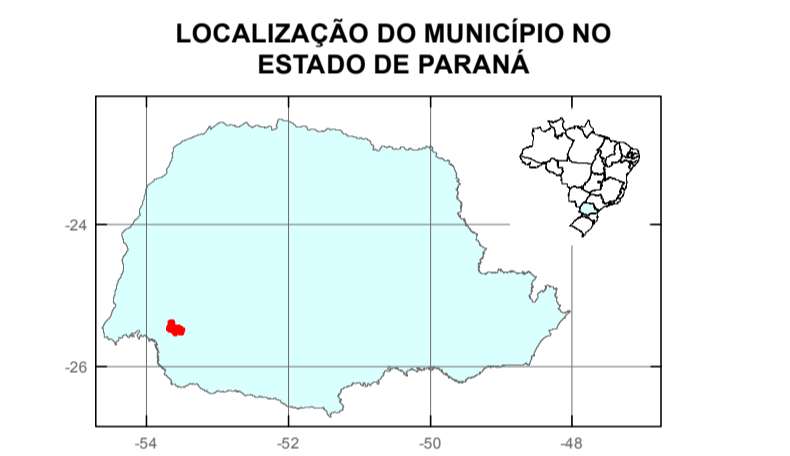 LOCALIZAÇÃO DO MUNICÍPIO NO
ESTADO DE PARANÁ
-24
-26
-54 -52 -50 -48